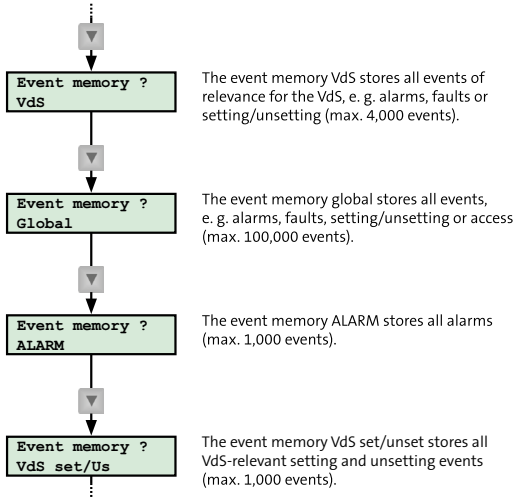 Event memory ?
VdS
The event memory VdS stores all events of
relevance for the VdS, e. g. alarms, faults or
setting/unsetting (max. 4,000 events).
Event memory ?
Global
The event memory global stores all events,
e. g. alarms, faults, setting/unsetting or access
(max. 100,000 events).
Event memory ?
ALARM
The event memory ALARM stores all alarms
(max. 1,000 events).
Event memory ?
VdS set/Us
The event memory VdS set/unset stores all
VdS-relevant setting and unsetting events
(max. 1,000 events).